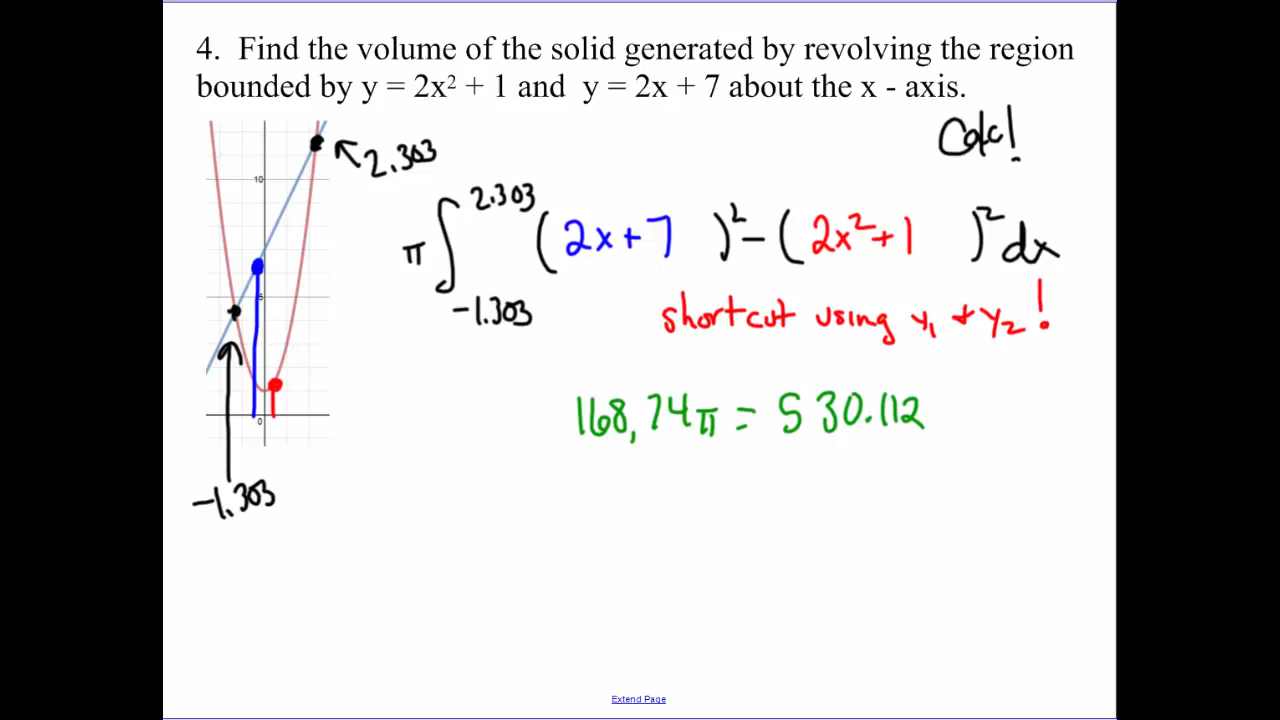 4. Find the volume of the solid generated by revolving the region
bounded by y = 2x² + 1 and y = 2x + 7 about the x - axis.
Calc!
2.303
10
5
0
-1.303
π ∫ 2.303 -1.303 (2x+7)² - (2x²+1)² dx
shortcut using y₁ + y₂!
168,74π = 530.112
Extend Page